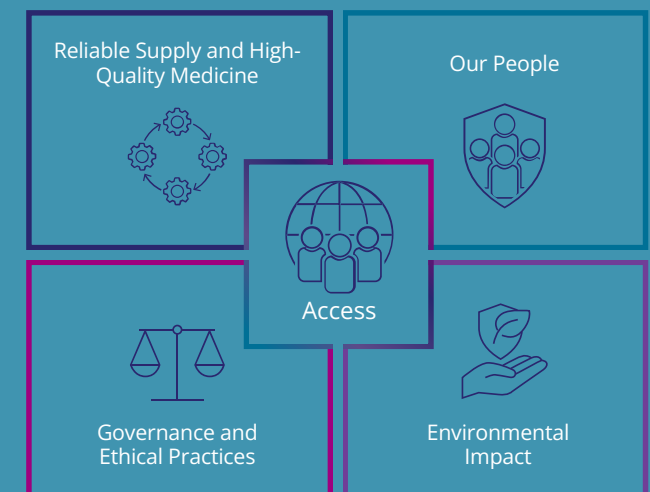 Reliable Supply and High-
Quality Medicine
Our People
Access
Governance and
Ethical Practices
Environmental
Impact